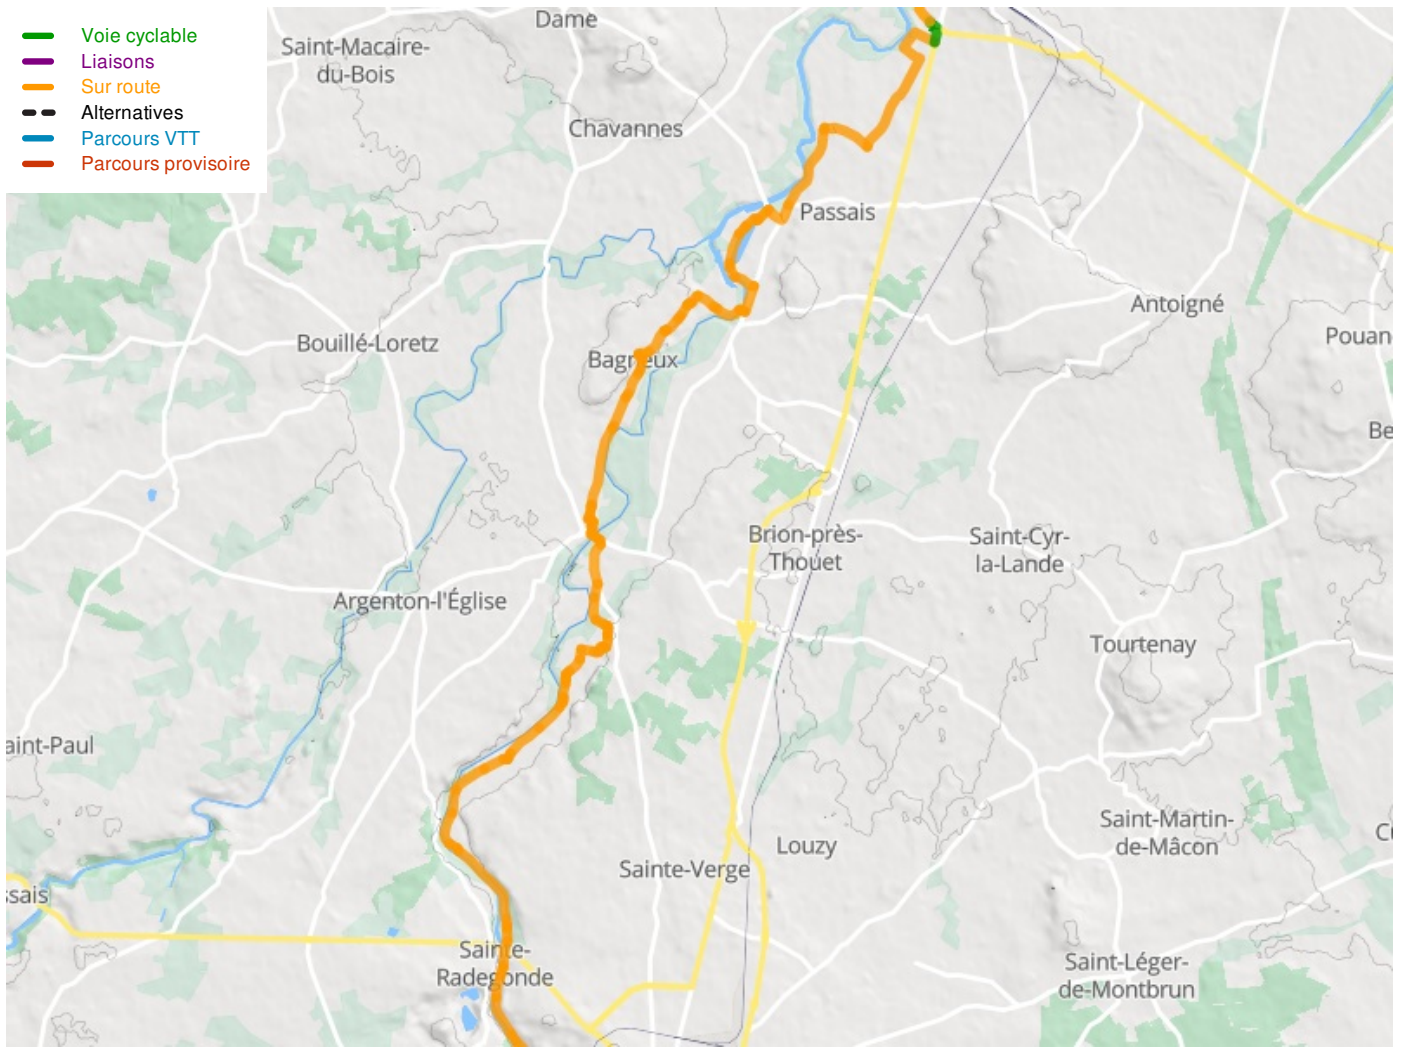 Voie cyclable
Liaisons
Sur route
Alternatives
Parcours VTT
Parcours provisoire
Dame
Saint-Macaire-
du-Bois
Chavannes
Passais
Antoigné
Pouan
Bouillé-Loretz
Bagneux
Be
Brion-près-
Thouet
Saint-Cyr-
la-Lande
Argenton-l'Église
Tourtenay
aint-Paul
Saint-Martin-
de-Mâcon
Louzy
Sainte-Verge
ssais
Sainte-
Radegonde
Saint-Léger-
de-Montbrun